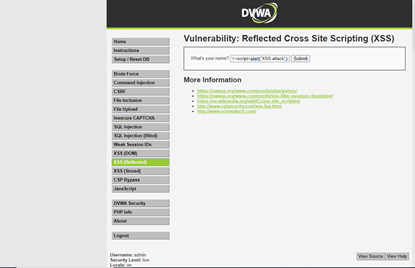 DVWA
Vulnerability: Reflected Cross Site Scripting (XSS)
Home
Instructions
Setup / Reset DB
Brute Force
Command Injection
CSRF
File Inclusion
File Upload
Insecure CAPTCHA
SQL Injection
SQL Injection (Blind)
Weak Session IDs
XSS (DOM)
XSS (Reflected)
XSS (Stored)
CSP Bypass
JavaScript
DVWA Security
PHP Info
About
Logout
What's your name? Submit
More Information
https://owasp.org/www-community/attacks/xss/
https://owasp.org/www-community/xss-filter-evasion-cheatsheet
https://en.wikipedia.org/wiki/Cross-site_scripting
http://www.cgisecurity.com/xss-faq.html
http://www.scriptalert1.com/
Username: admin
Security Level: low
Locale: en
View Source View Help